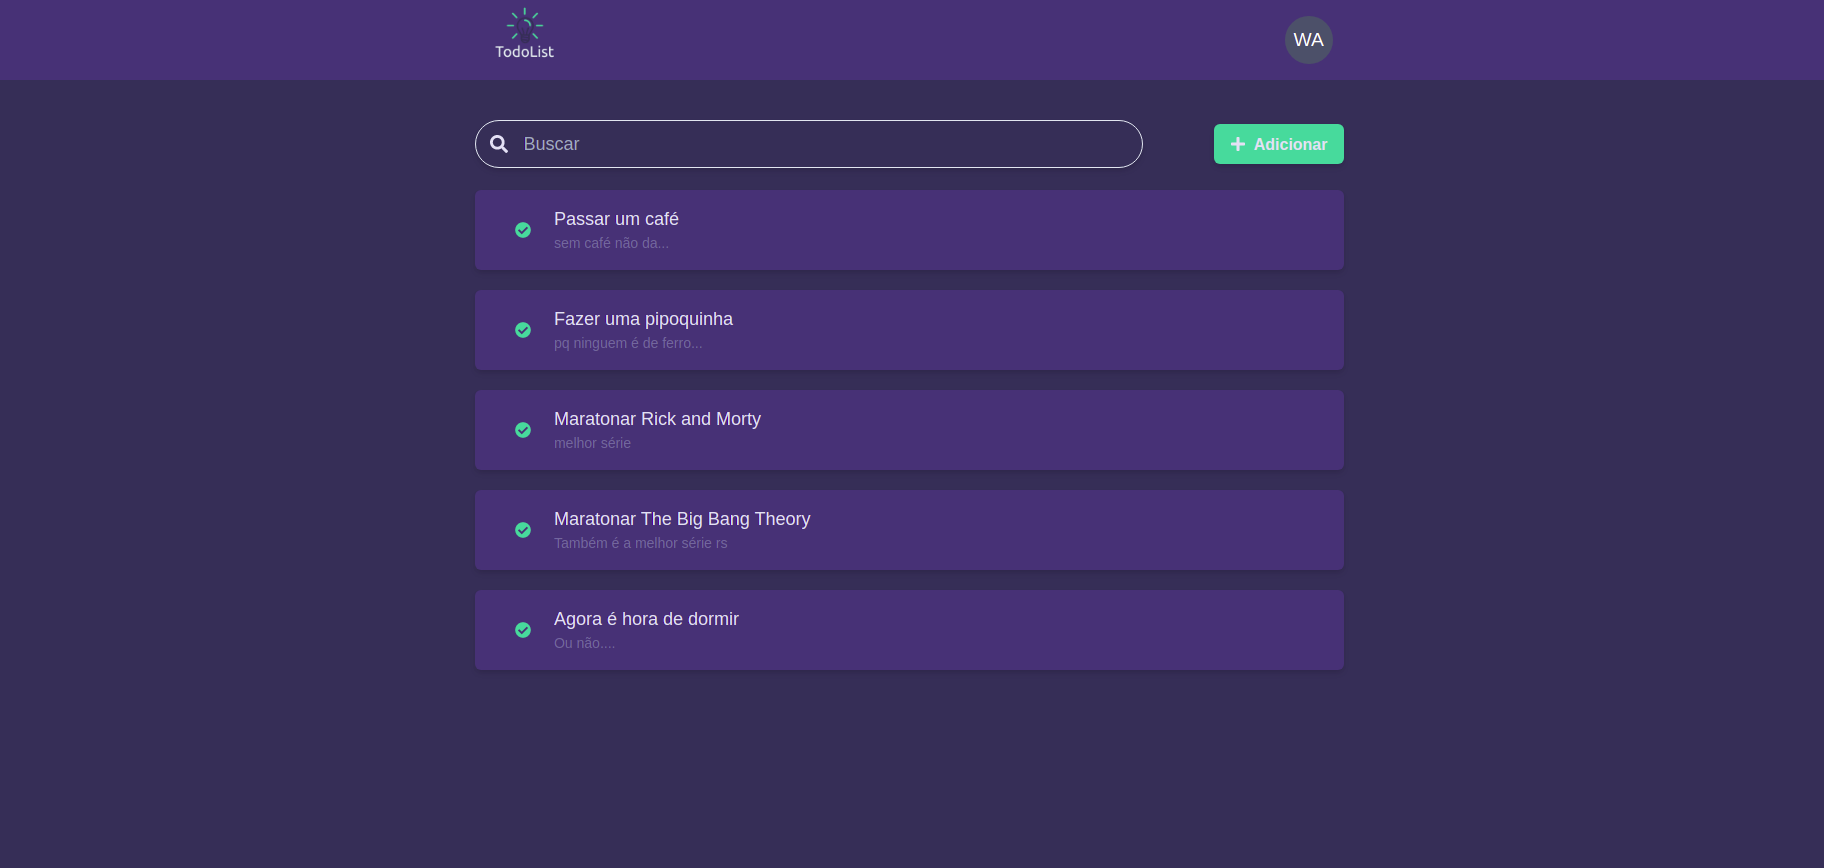 TodoList
WA
Buscar
Adicionar
Passar um café
sem café não da...
Fazer uma pipoquinha
pq ninguem é de ferro...
Maratonar Rick and Morty
melhor série
Maratonar The Big Bang Theory
Também é a melhor série rs
Agora é hora de dormir
Ou não....